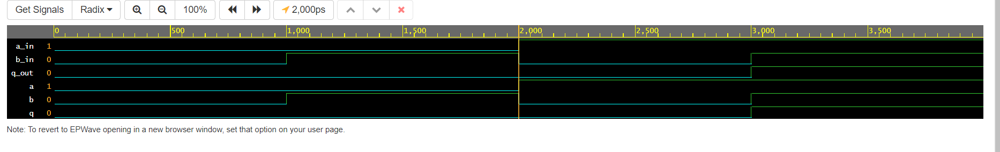 Get Signals Radix 100% 2,000ps
0 500 1,000 1,500 2,000 2,500 3,000 3,500
a_in 1
b_in 0
q_out 0
a 1
b 0
q 0
Note: To revert to EPWave opening in a new browser window, set that option on your user page.